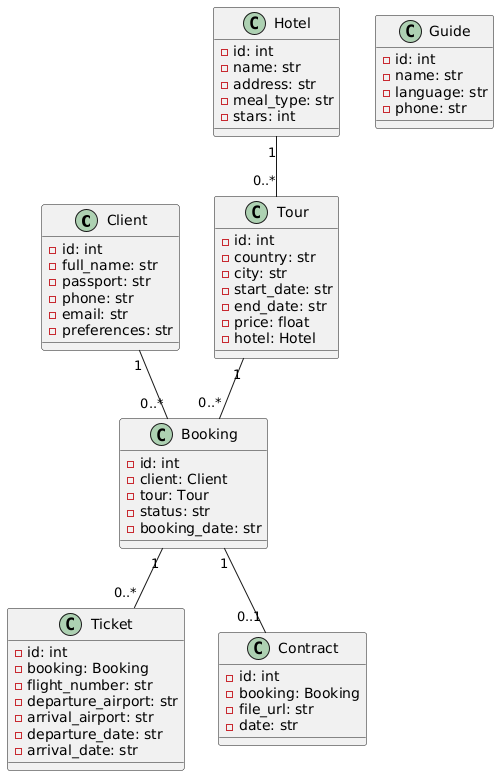 C Hotel
id: int
name: str
address: str
meal_type: str
stars: int
C Guide
id: int
name: str
language: str
phone: str
1
0..*
C Client
id: int
full_name: str
passport: str
phone: str
email: str
preferences: str
C Tour
id: int
country: str
city: str
start_date: str
end_date: str
price: float
hotel: Hotel
1
0..*
1
0..*
C Booking
id: int
client: Client
tour: Tour
status: str
booking_date: str
1
0..*
1
0..1
C Ticket
id: int
booking: Booking
flight_number: str
departure_airport: str
arrival_airport: str
departure_date: str
arrival_date: str
C Contract
id: int
booking: Booking
file_url: str
date: str